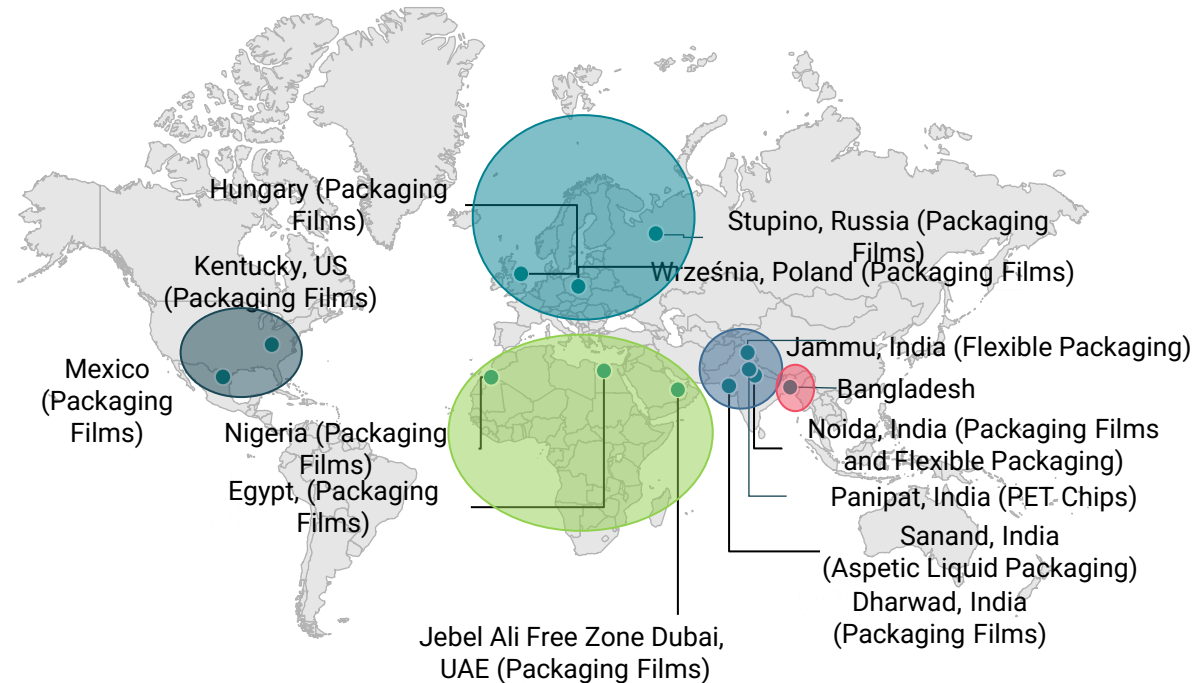 Hungary (Packaging
Films)
Stupino, Russia (Packaging
Films)
Kentucky, US
(Packaging Films)
Września, Poland (Packaging Films)
Mexico
(Packaging
Films)
Jammu, India (Flexible Packaging)
Bangladesh
Nigeria (Packaging
Films)
Noida, India (Packaging Films
and Flexible Packaging)
Egypt, (Packaging
Films)
Panipat, India (PET Chips)
Sanand, India
(Aspetic Liquid Packaging)
Dharwad, India
(Packaging Films)
Jebel Ali Free Zone Dubai,
UAE (Packaging Films)